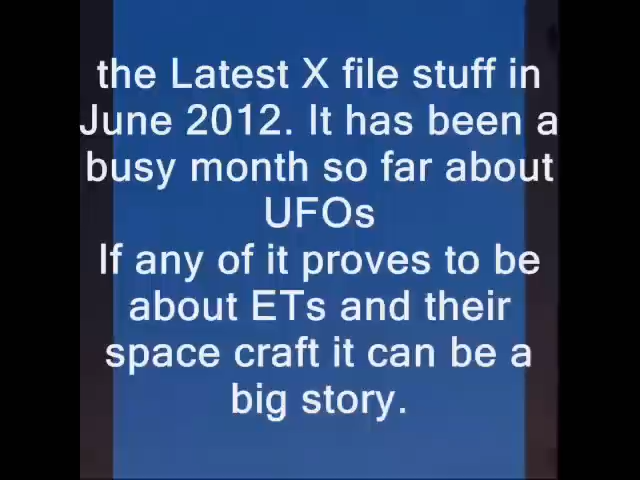 the Latest X file stuff in
June 2012. It has been a
busy month so far about
UFOs
If any of it proves to be
about ETs and their
space craft it can be a
big story.